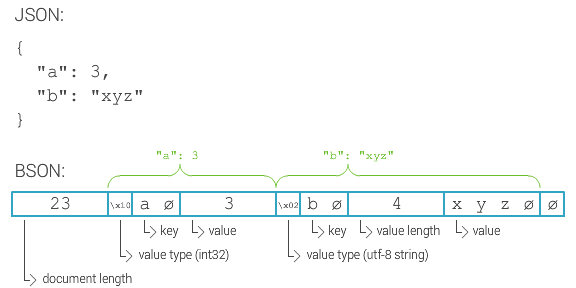 JSON:
{
"a": 3,
"b": "xyz"
}
"a": 3 "b": "xyz"
BSON:
23 \x10 a ∅ 3 \x02 b ∅ 4 x y z ∅ ∅
key value key value length value
value type (int32) value type (utf-8 string)
document length